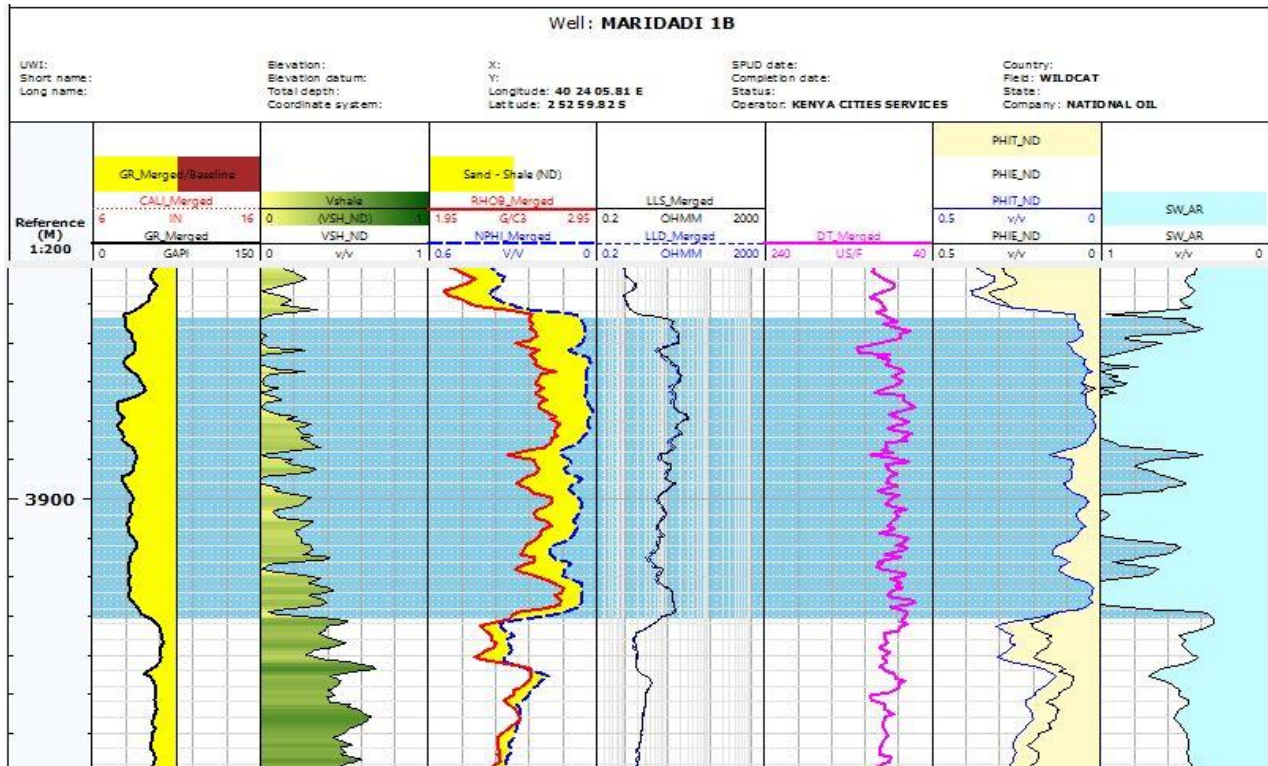 Well: MARIDADI 1B
UWI: Elevation: X: SPUD date: Country:
Short name: Elevation datum: Y: Completion date: Field: WILDCAT
Long name: Total depth: Longitude: 40 24 05.81 E Status: State:
Coordinate system: Latitude: 2 52 59.82 S Operator: KENYA CITIES SERVICES Company: NATIONAL OIL
PHIT_ND
GR_Merged/Baseline Sand - Shale (ND) PHIE_ND
CALI_Merged Vshale RHOB_Merged LLS_Merged PHIT_ND SW_AR
Reference 6 IN 16 0 (VSH_ND) 1 1.95 G/C3 2.95 0.2 OHMM 2000 0.5 v/v 0
(M) GR_Merged VSH_ND NPHI_Merged LLD_Merged DT_Merged PHIE_ND SW_AR
1:200 0 GAPI 150 0 v/v 1 0.6 V/V 0 0.2 OHMM 2000 240 US/F 40 0.5 v/v 0 1 v/v 0
3900